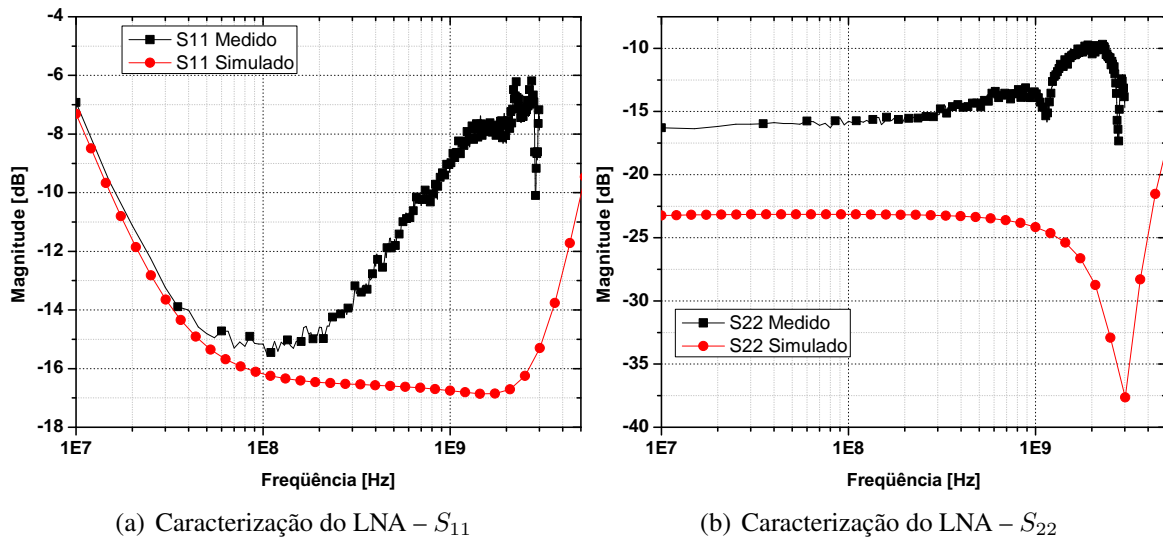 -4
-6
-8
-10
-12
-14
-16
-18
Magnitude [dB]
S11 Medido
S11 Simulado
1E7
1E8
1E9
Freqüência [Hz]
(a) Caracterização do LNA – S11
-10
-15
-20
-25
-30
-35
-40
Magnitude [dB]
S22 Medido
S22 Simulado
1E7
1E8
1E9
Freqüência [Hz]
(b) Caracterização do LNA – S22